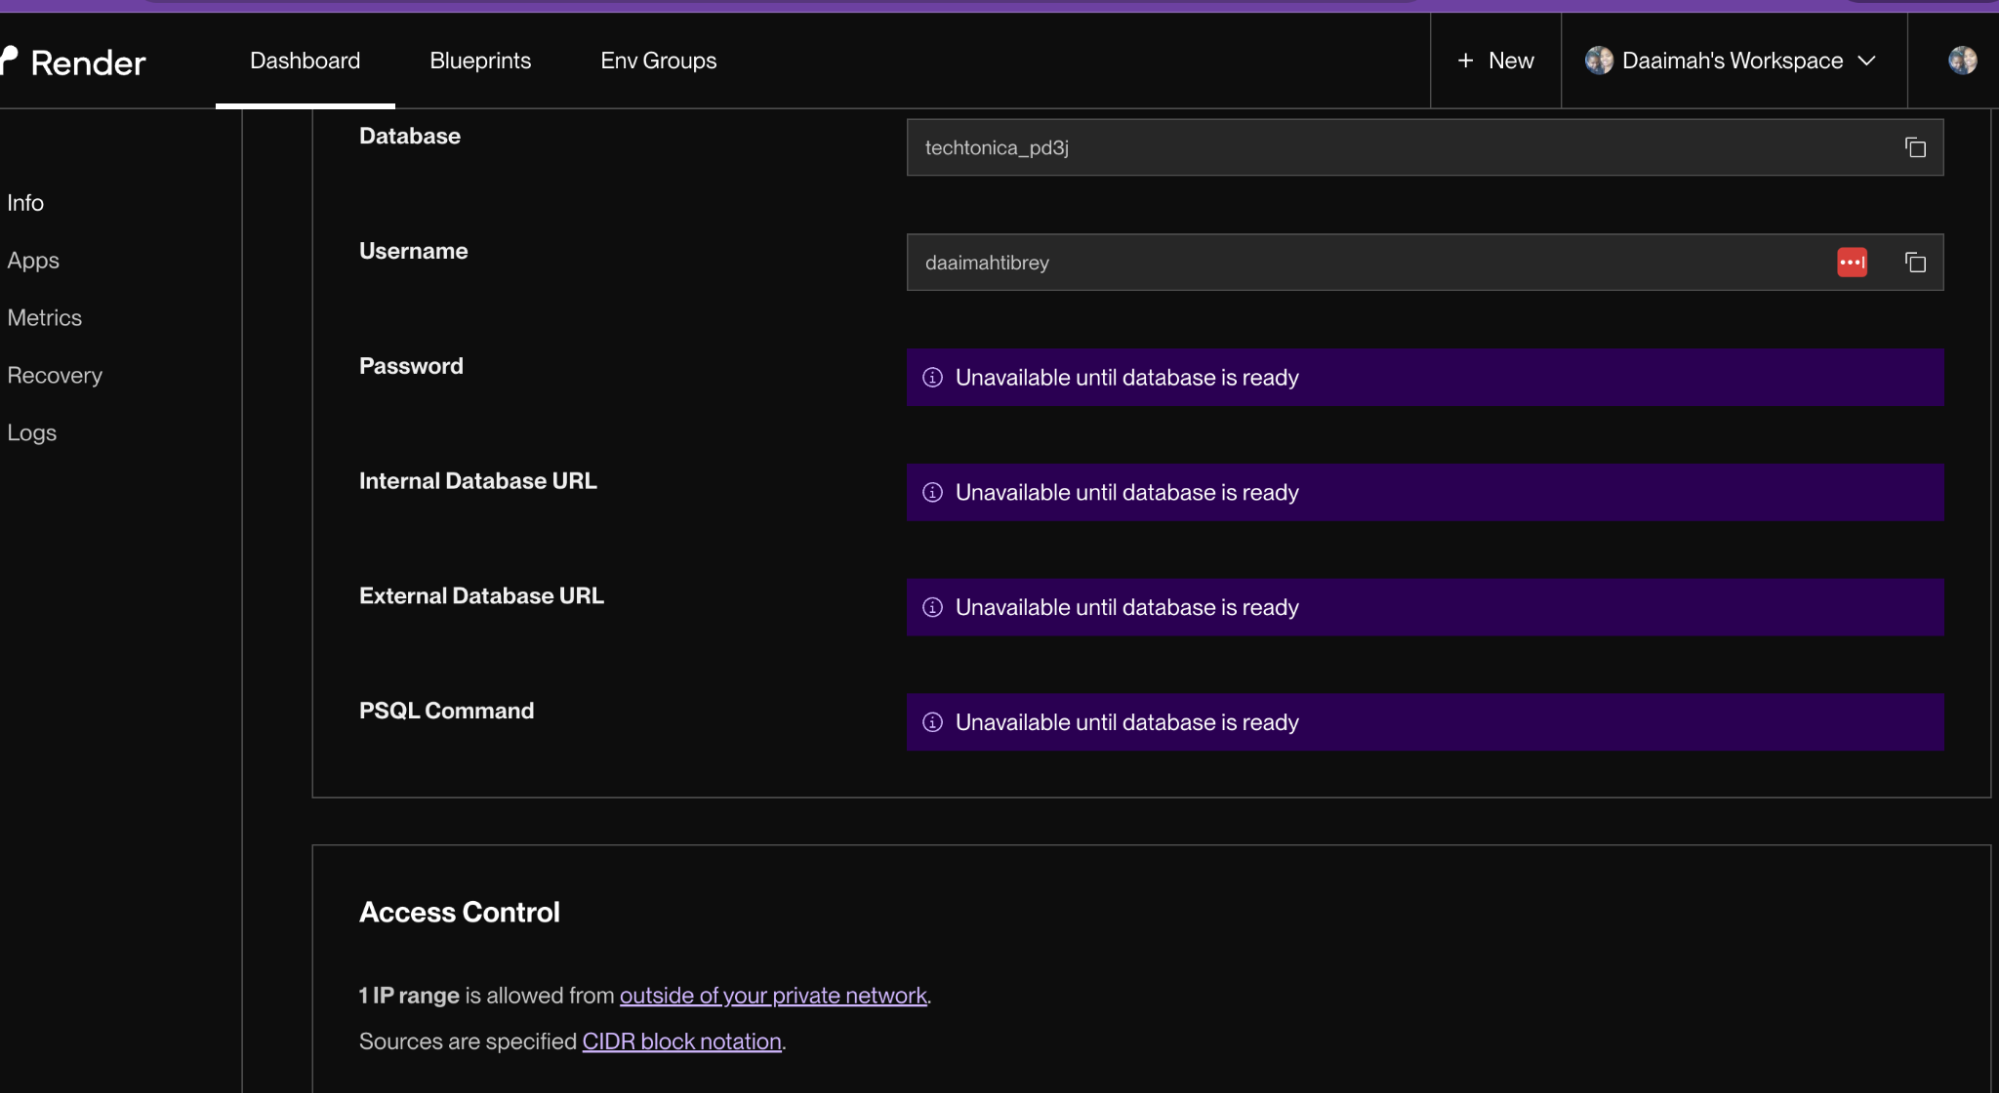 Render
Dashboard
Blueprints
Env Groups
+ New
Daaimah's Workspace
Info
Apps
Metrics
Recovery
Logs
Database
techtonica_pd3j
Username
daaimahtibrey
Password
Unavailable until database is ready
Internal Database URL
Unavailable until database is ready
External Database URL
Unavailable until database is ready
PSQL Command
Unavailable until database is ready
Access Control
1 IP range is allowed from outside of your private network.
Sources are specified CIDR block notation.